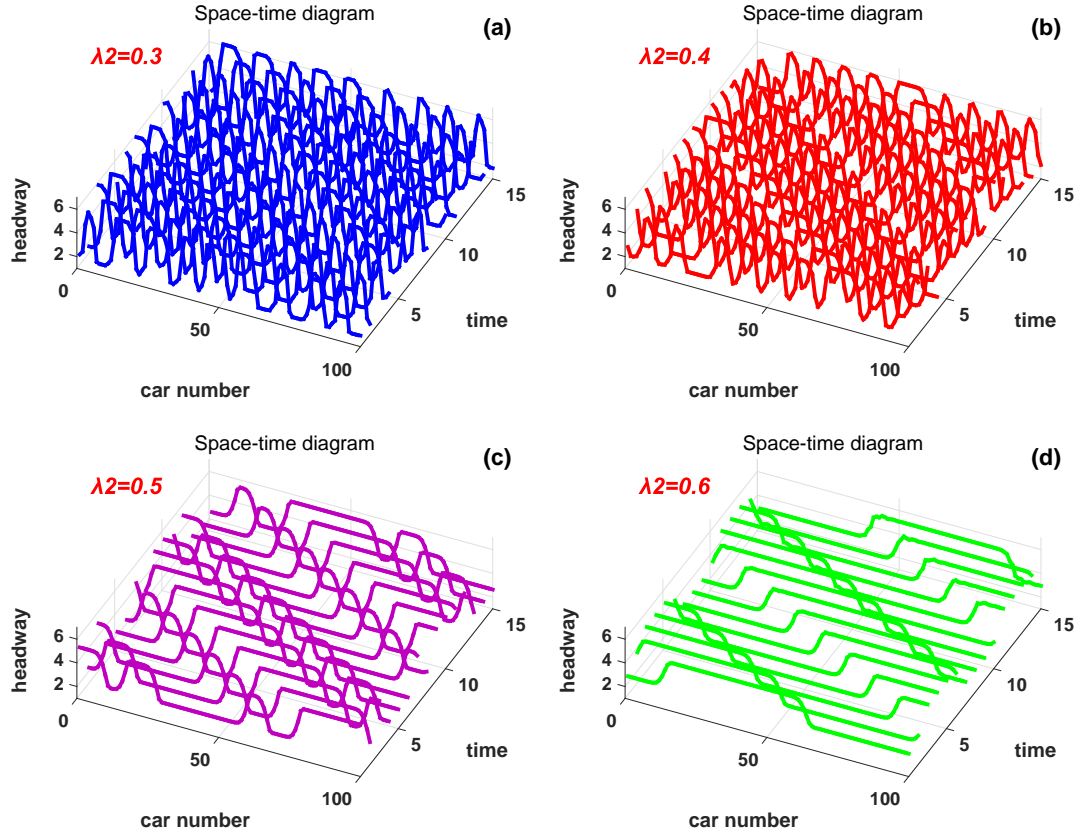 Space-time diagram
(a)
λ2=0.3
headway
6
4
2
0
50
100
car number
5
10
15
time
Space-time diagram
(b)
λ2=0.4
headway
6
4
2
0
50
100
car number
5
10
15
time
Space-time diagram
(c)
λ2=0.5
headway
6
4
2
0
50
100
car number
5
10
15
time
Space-time diagram
(d)
λ2=0.6
headway
6
4
2
0
50
100
car number
5
10
15
time